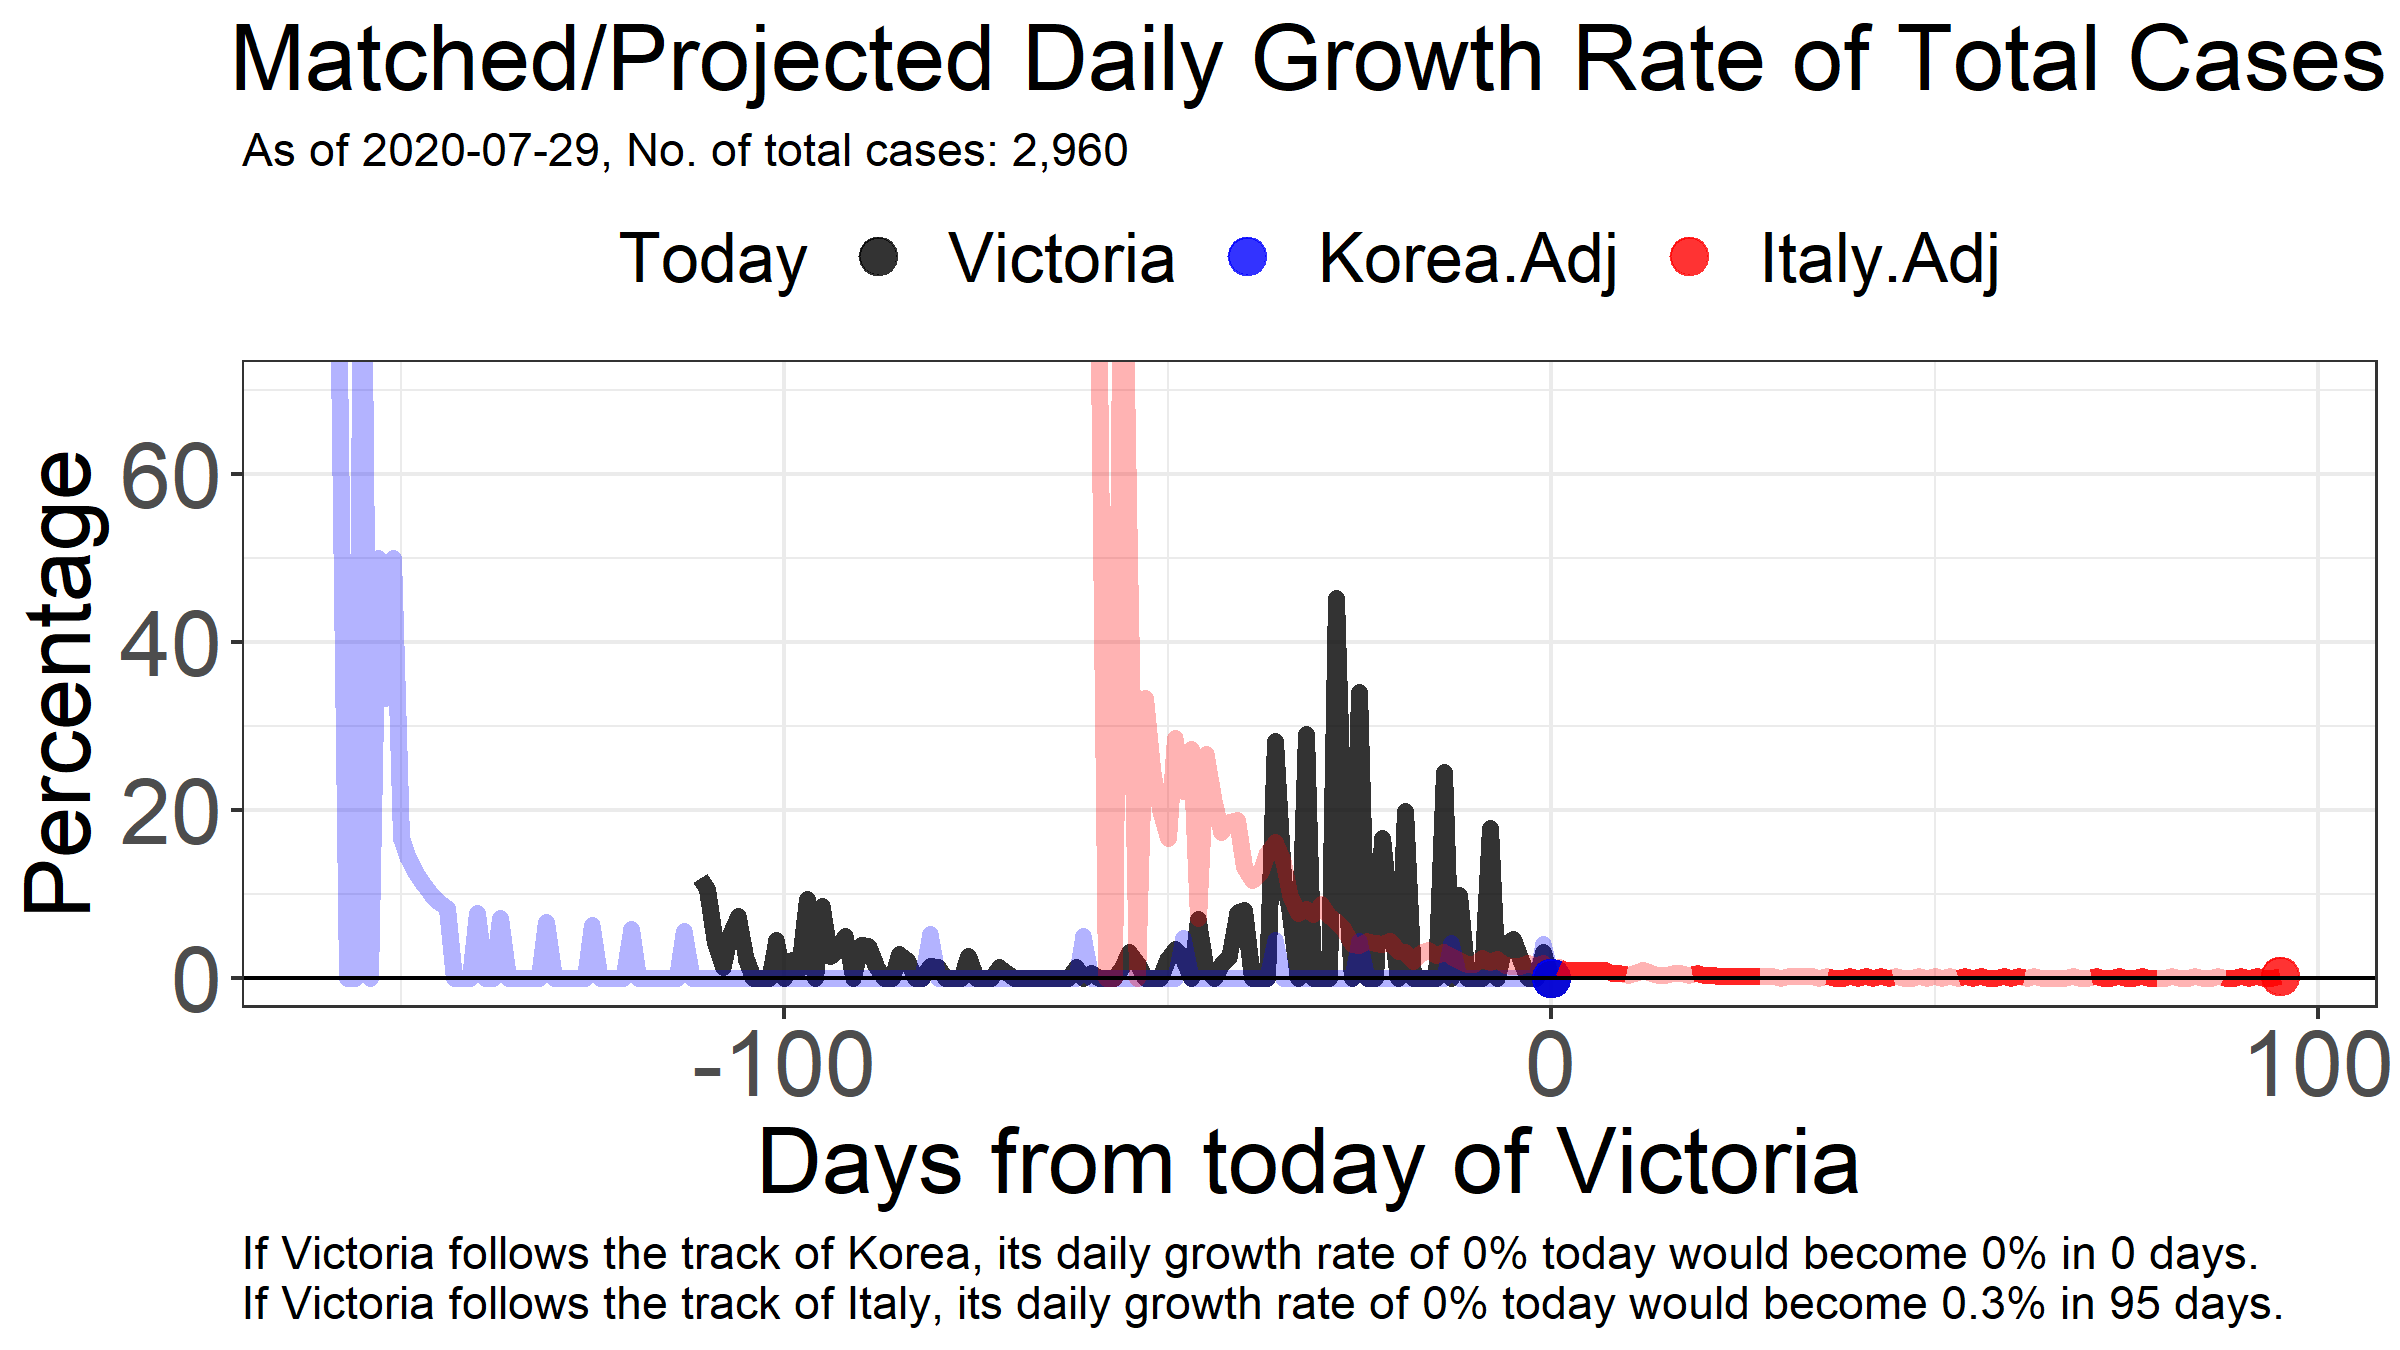 Matched/Projected Daily Growth Rate of Total Cases
As of 2020-07-29, No. of total cases: 2,960
Today Victoria Korea.Adj Italy.Adj
Percentage
60
40
20
0
-100 0 100
Days from today of Victoria
If Victoria follows the track of Korea, its daily growth rate of 0% today would become 0% in 0 days.
If Victoria follows the track of Italy, its daily growth rate of 0% today would become 0.3% in 95 days.